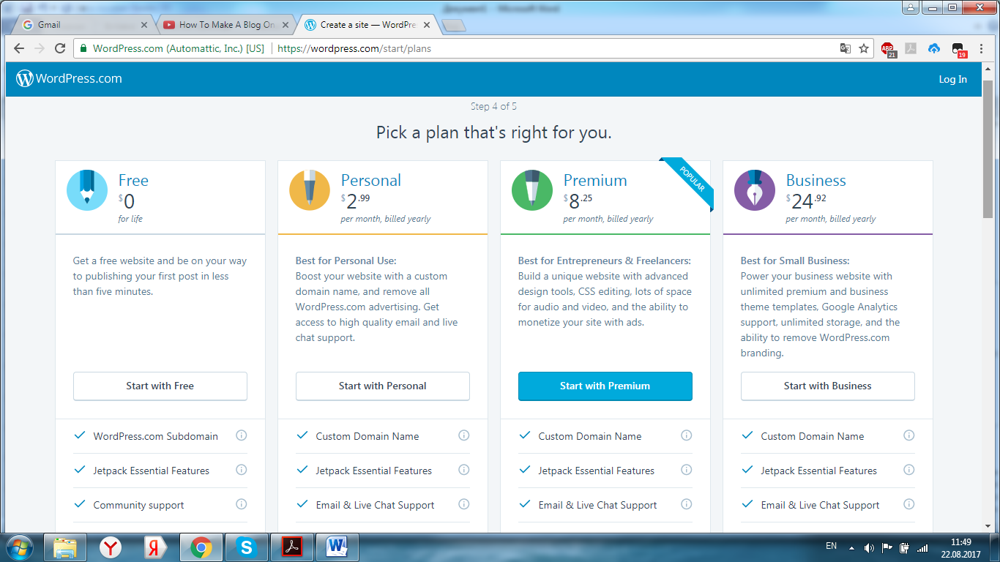 Документ1 - Microsoft Word
Gmail
How To Make A Blog On
Create a site — WordPre
WordPress.com (Automattic, Inc.) [US]
https://wordpress.com/start/plans
ABP
21
19
WordPress.com
Log In
Step 4 of 5
Pick a plan that's right for you.
Free
$0
for life
Get a free website and be on your way
to publishing your first post in less
than five minutes.
Start with Free
WordPress.com Subdomain
Jetpack Essential Features
Community support
Personal
$2.99
per month, billed yearly
Best for Personal Use:
Boost your website with a custom
domain name, and remove all
WordPress.com advertising. Get
access to high quality email and live
chat support.
Start with Personal
Custom Domain Name
Jetpack Essential Features
Email & Live Chat Support
POPULAR
Premium
$8.25
per month, billed yearly
Best for Entrepreneurs & Freelancers:
Build a unique website with advanced
design tools, CSS editing, lots of space
for audio and video, and the ability to
monetize your site with ads.
Start with Premium
Custom Domain Name
Jetpack Essential Features
Email & Live Chat Support
Business
$24.92
per month, billed yearly
Best for Small Business:
Power your business website with
unlimited premium and business
theme templates, Google Analytics
support, unlimited storage, and the
ability to remove WordPress.com
branding.
Start with Business
Custom Domain Name
Jetpack Essential Features
Email & Live Chat Support
EN
11:49
22.08.2017